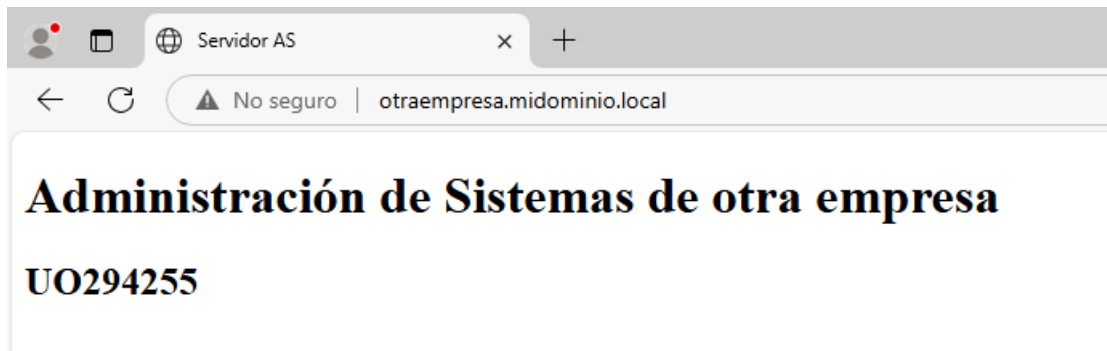 Servidor AS
No seguro | otraempresa.midominio.local
Administración de Sistemas de otra empresa
UO294255